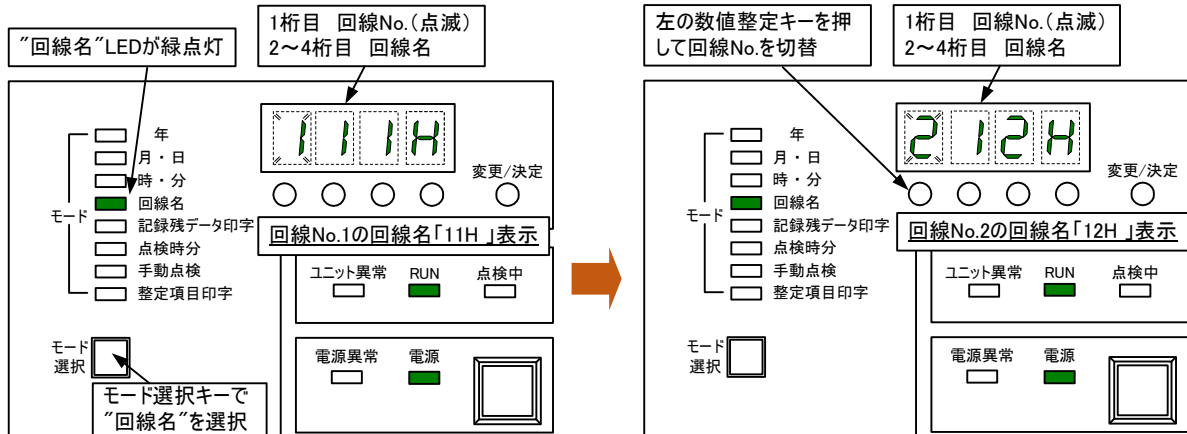 "回線名"LEDが緑点灯
1桁目 回線No.(点滅)
2～4桁目 回線名
111H
年
月・日
時・分
回線名
記録残データ印字
点検時分
手動点検
整定項目印字
モード
変更/決定
回線No.1の回線名「11H 」表示
ユニット異常 RUN 点検中
モード
選択
電源異常 電源
モード選択キーで
"回線名"を選択
左の数値整定キーを押
して回線No.を切替
1桁目 回線No.(点滅)
2～4桁目 回線名
212H
年
月・日
時・分
回線名
記録残データ印字
点検時分
手動点検
整定項目印字
モード
変更/決定
回線No.2の回線名「12H 」表示
ユニット異常 RUN 点検中
モード
選択
電源異常 電源